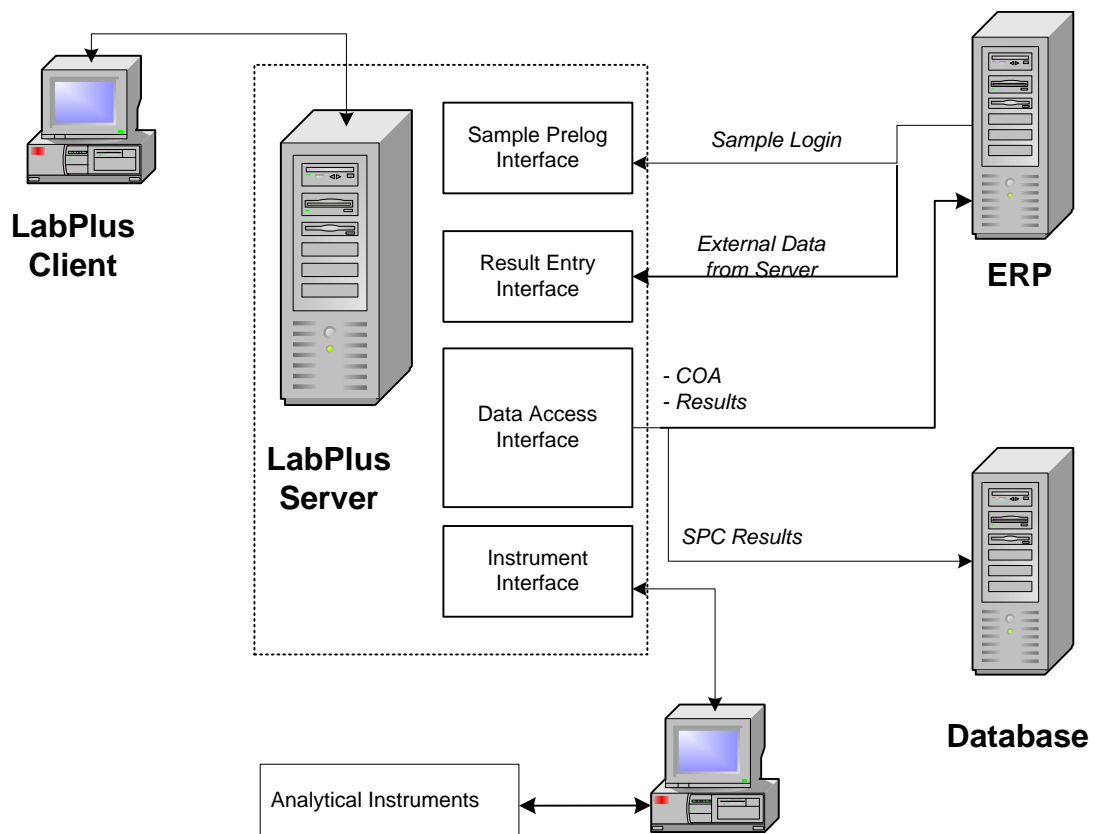 LabPlus
Client
LabPlus
Server
Sample Prelog
Interface
Result Entry
Interface
Data Access
Interface
Instrument
Interface
Sample Login
External Data
from Server
- COA
- Results
SPC Results
ERP
Database
Analytical Instruments